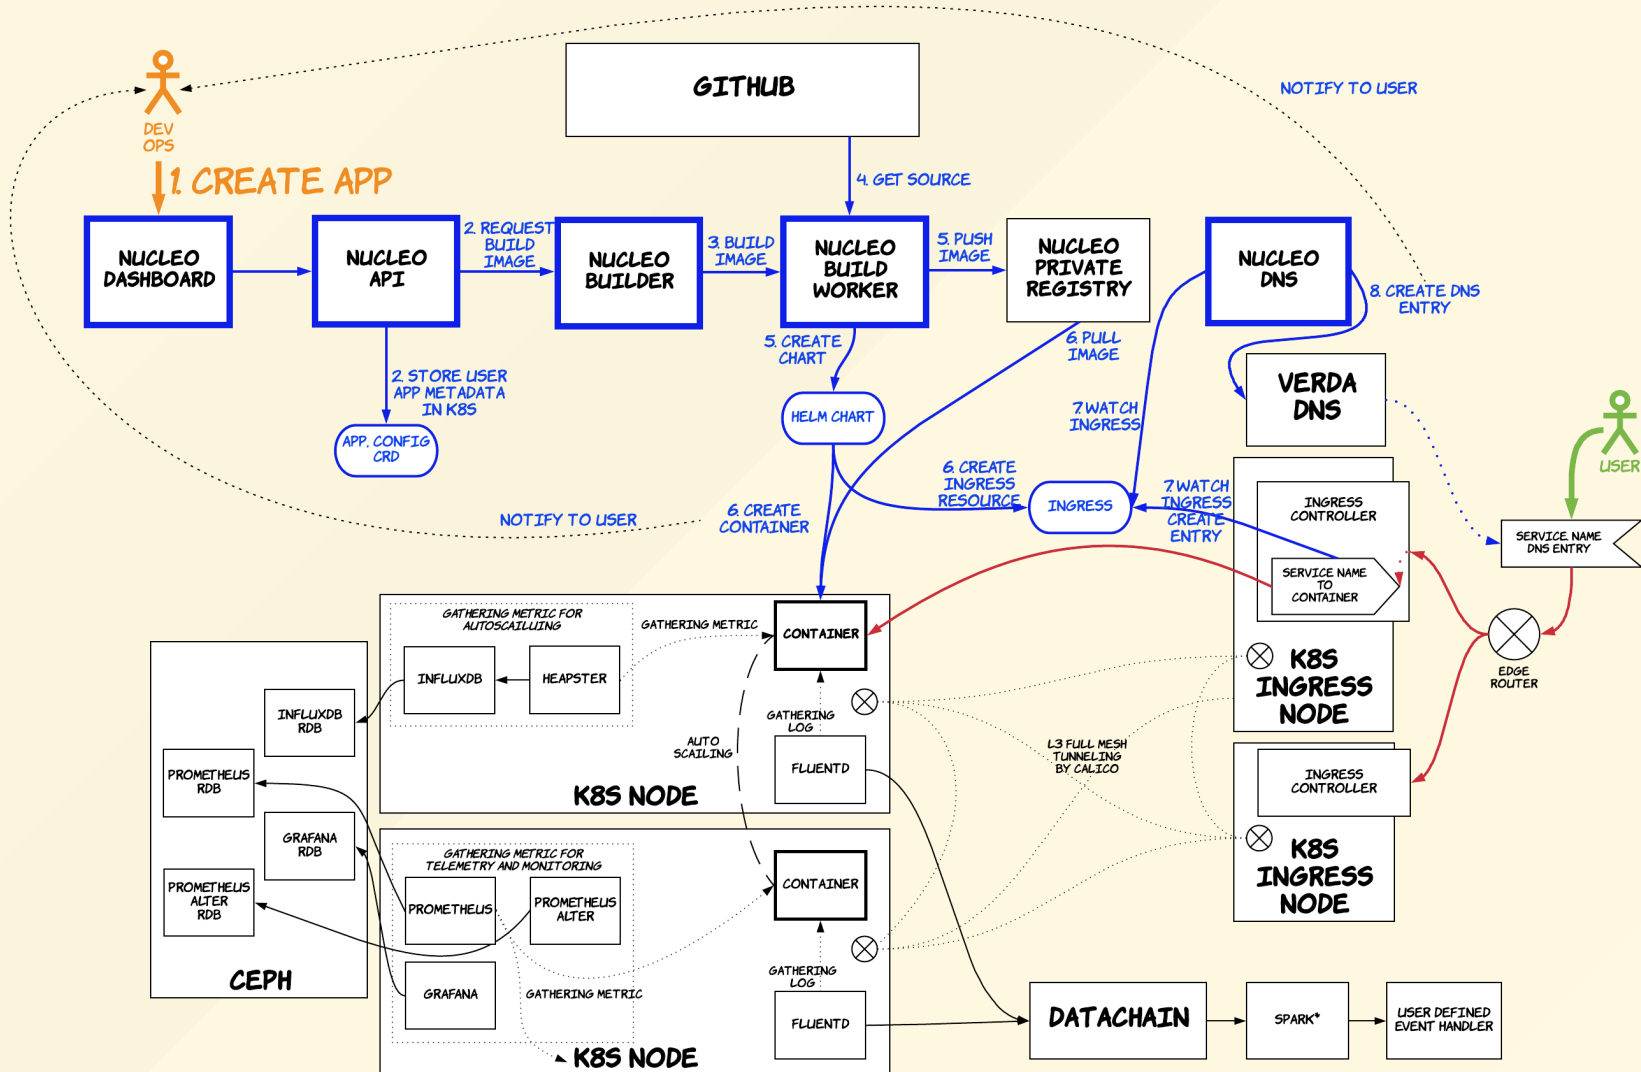 GITHUB
NOTIFY TO USER
DEV
OPS
1. CREATE APP
4. GET SOURCE
NUCLEO
DASHBOARD
NUCLEO
API
2. REQUEST
BUILD
IMAGE
NUCLEO
BUILDER
3. BUILD
IMAGE
NUCLEO
BUILD
WORKER
5. PUSH
IMAGE
NUCLEO
PRIVATE
REGISTRY
NUCLEO
DNS
8. CREATE DNS
ENTRY
5. CREATE
CHART
6. PULL
IMAGE
2. STORE USER
APP METADATA
IN K8S
VERDA
DNS
HELM CHART
7. WATCH
INGRESS
APP. CONFIG
CRD
USER
6. CREATE
INGRESS
RESOURCE
INGRESS
7. WATCH
INGRESS
CREATE
ENTRY
INGRESS
CONTROLLER
NOTIFY TO USER
6. CREATE
CONTAINER
SERVICE NAME
DNS ENTRY
SERVICE NAME
TO
CONTAINER
GATHERING METRIC FOR
AUTOSCAILLUING
GATHERING METRIC
CONTAINER
INFLUXDB
HEAPSTER
K8S
INGRESS
NODE
EDGE
ROUTER
INFLUXDB
RDB
GATHERING
LOG
AUTO
SCAILING
L3 FULL MESH
TUNNELING
BY CALICO
FLUENTD
PROMETHEUS
RDB
K8S NODE
INGRESS
CONTROLLER
GRAFANA
RDB
GATHERING METRIC FOR
TELEMETRY AND MONITORING
K8S
INGRESS
NODE
PROMETHEUS
ALTER
RDB
PROMETHEUS
PROMETHEUS
ALTER
CONTAINER
CEPH
GRAFANA
GATHERING METRIC
GATHERING
LOG
FLUENTD
K8S NODE
DATACHAIN
SPARK*
USER DEFINED
EVENT HANDLER